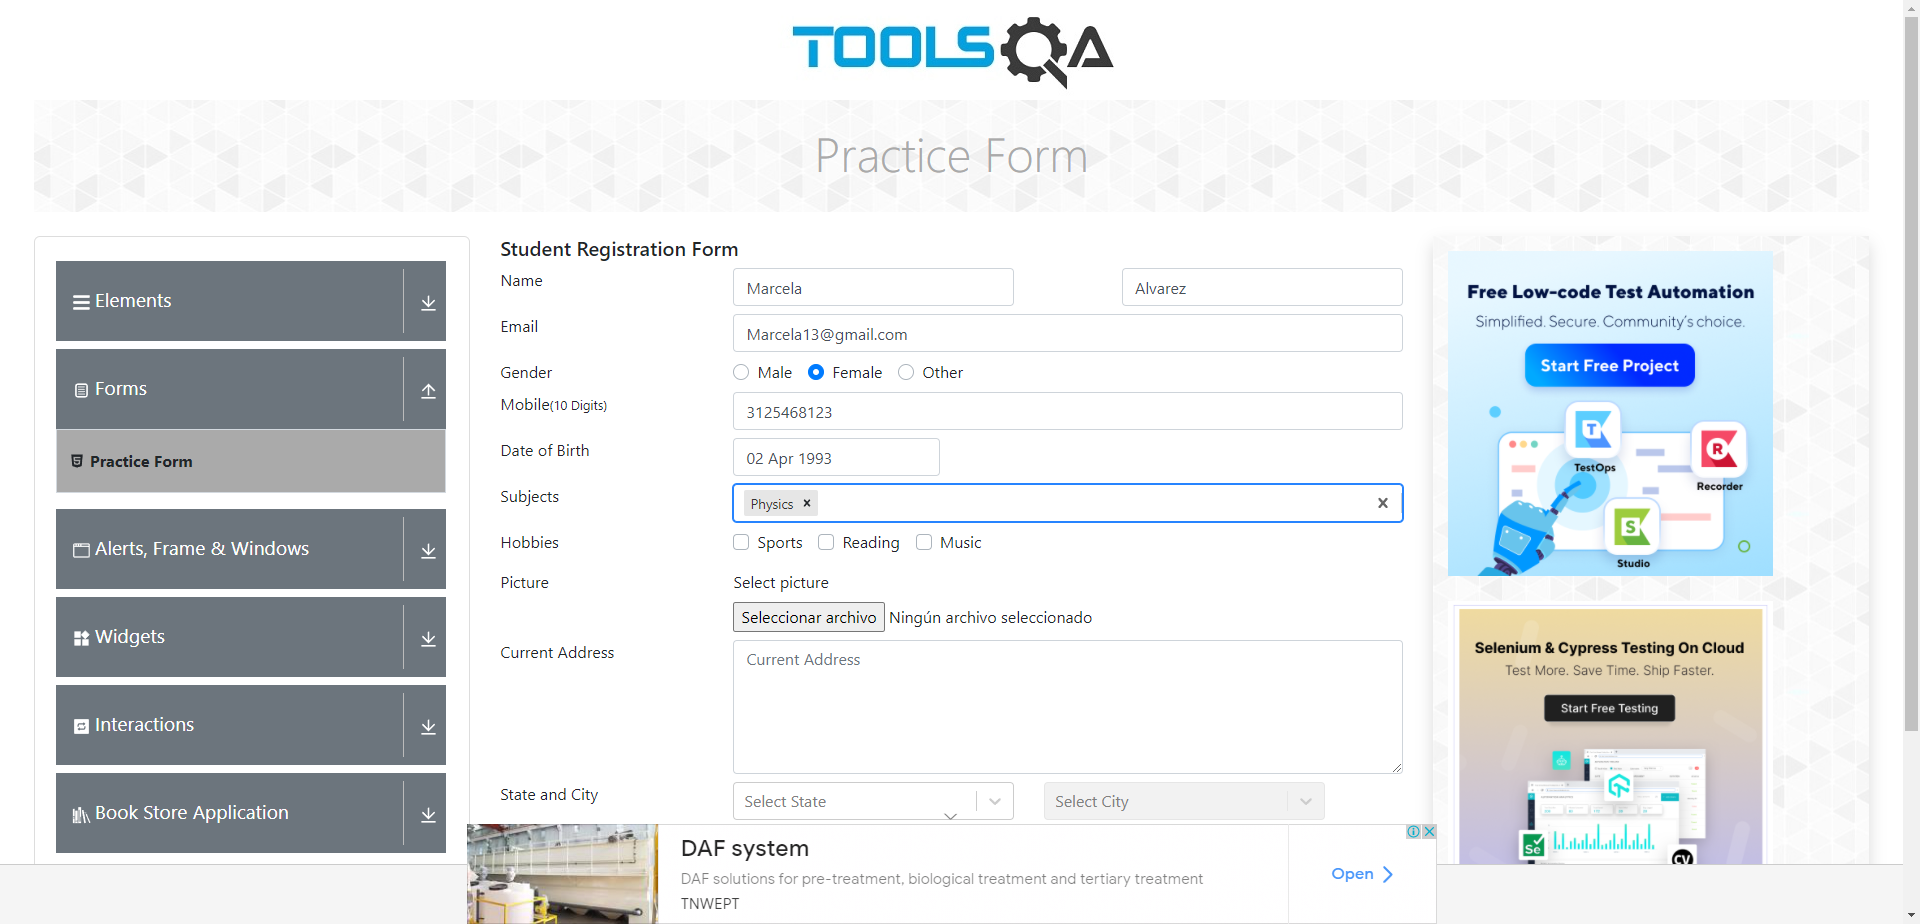 TOOLSQA
Practice Form
Elements
Forms
Practice Form
Alerts, Frame & Windows
Widgets
Interactions
Book Store Application
Student Registration Form
Name
Marcela
Alvarez
Email
Marcela13@gmail.com
Gender
Male
Female
Other
Mobile(10 Digits)
3125468123
Date of Birth
02 Apr 1993
Subjects
Physics
Hobbies
Sports
Reading
Music
Picture
Select picture
Seleccionar archivo Ningún archivo seleccionado
Current Address
Current Address
State and City
Select State
Select City
Free Low-code Test Automation
Simplified. Secure. Community's choice.
Start Free Project
T
TestOps
R
Recorder
S
Studio
Selenium & Cypress Testing On Cloud
Test More. Save Time. Ship Faster.
Start Free Testing
Se
CV
DAF system
DAF solutions for pre-treatment, biological treatment and tertiary treatment
TNWEPT
Open